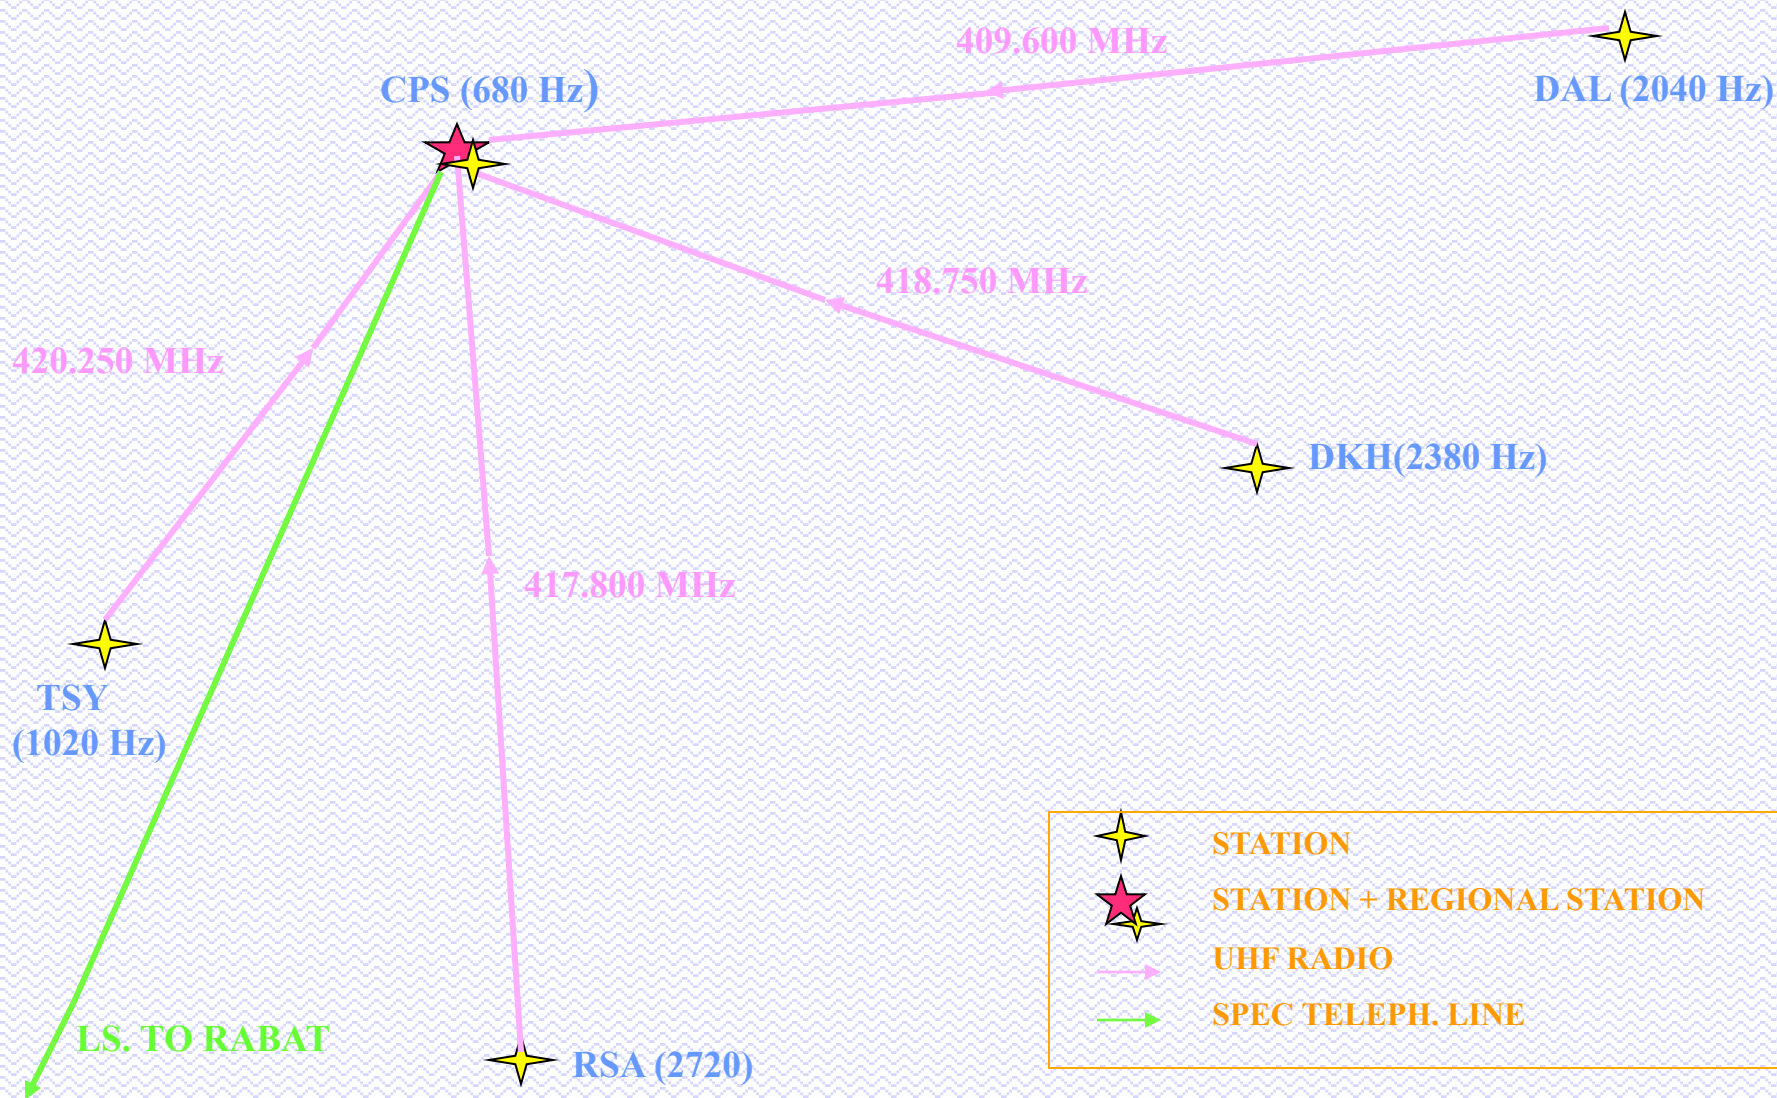 409.600 MHz
CPS (680 Hz)
DAL (2040 Hz)
418.750 MHz
420.250 MHz
DKH(2380 Hz)
417.800 MHz
TSY
(1020 Hz)
STATION
STATION + REGIONAL STATION
UHF RADIO
SPEC TELEPH. LINE
LS. TO RABAT
RSA (2720)